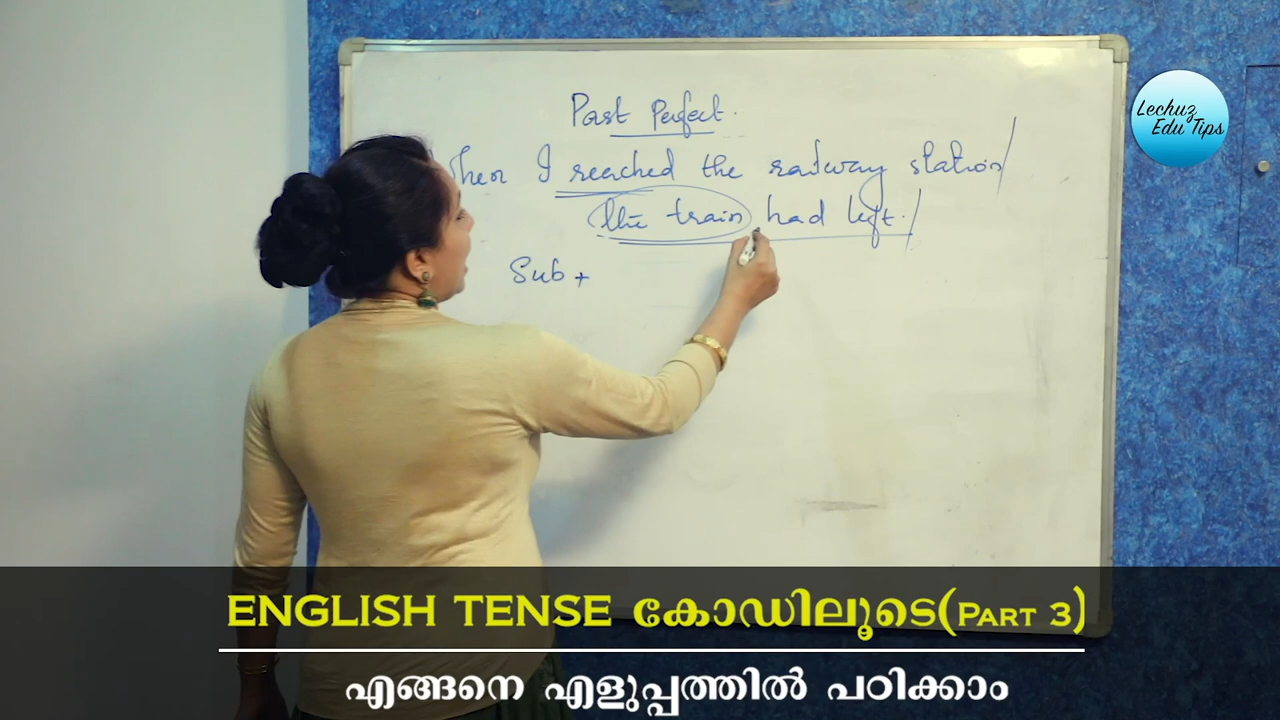 Past Perfect.
When I reached the railway station/
the train had left./
Sub +
Lechuz
Edu Tips
ENGLISH TENSE കോഡിലൂടെ(PART 3)
എങ്ങനെ എളുപ്പത്തിൽ പഠിക്കാം